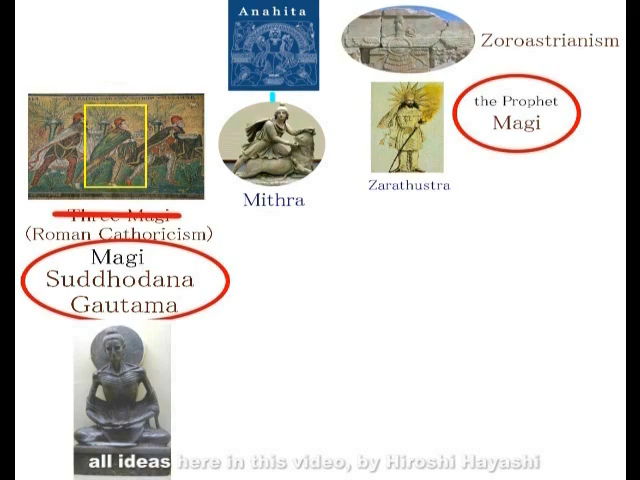 Anahita
Zoroastrianism
the Prophet
Magi
Zarathustra
Mithra
Three Magi
(Roman Cathoricism)
Magi
Suddhodana
Gautama
all ideas here in this video, by Hiroshi Hayashi